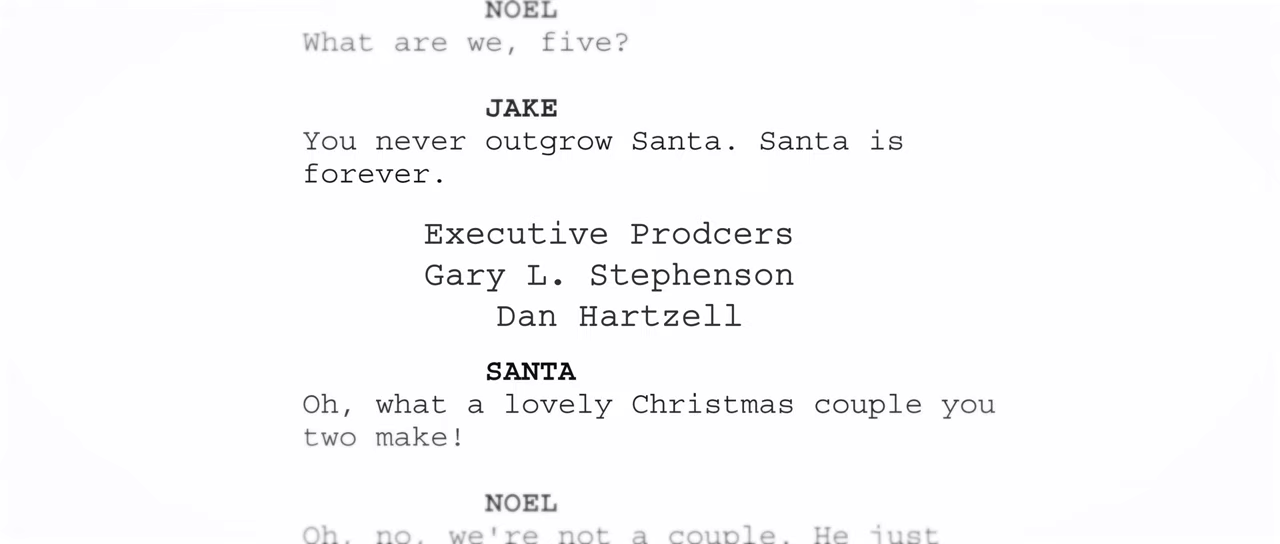 NOEL
What are we, five?
JAKE
You never outgrow Santa. Santa is
forever.
Executive Prodcers
Gary L. Stephenson
Dan Hartzell
SANTA
Oh, what a lovely Christmas couple you
two make!
NOEL
Oh, no, we're not a couple. He just